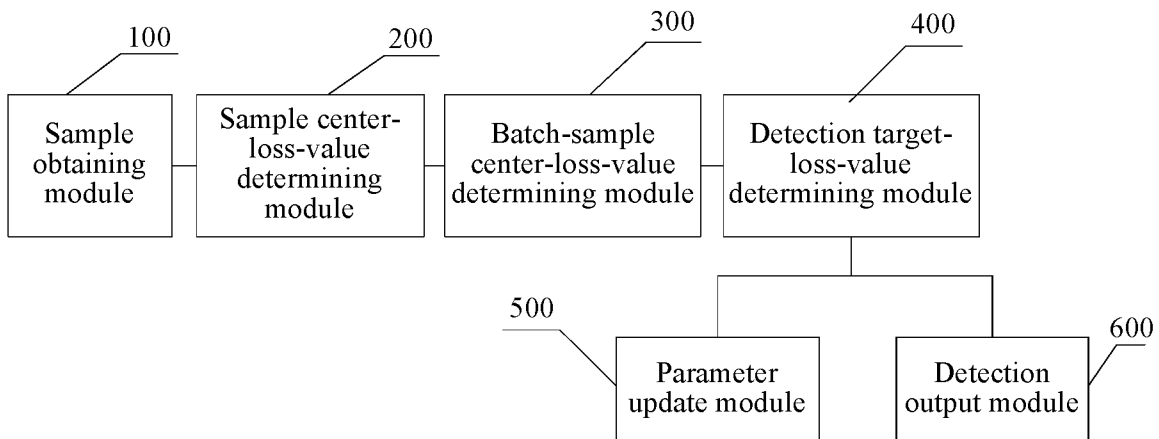 100
200
300
400
Sample
obtaining
module
Sample center-
loss-value
determining
module
Batch-sample
center-loss-value
determining module
Detection target-
loss-value
determining module
500
600
Parameter
update module
Detection
output module